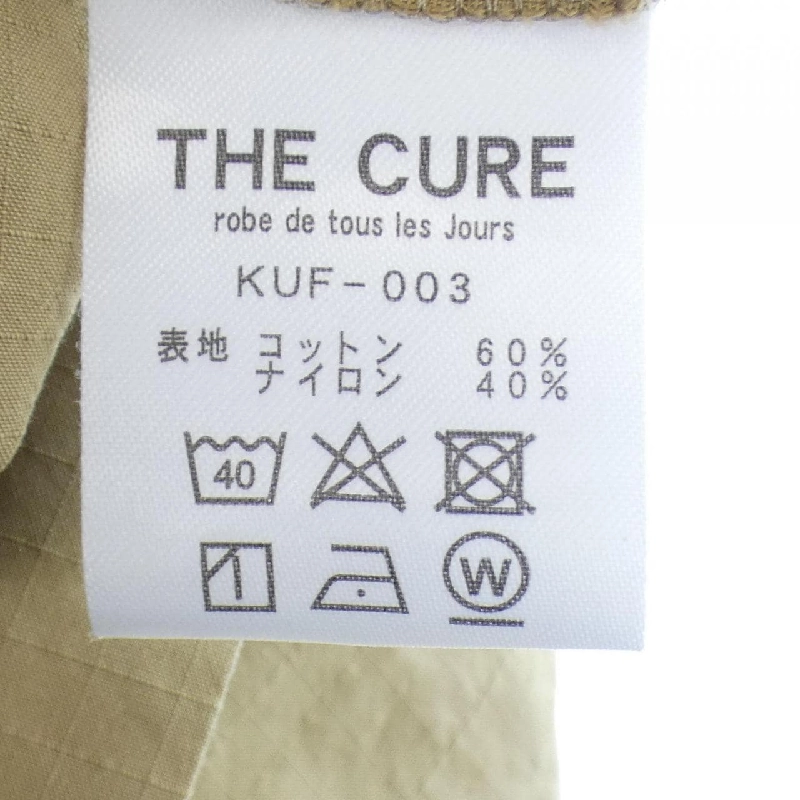 THE CURE
robe de tous les Jours
KUF-003
表地 コットン 60%
ナイロン 40%
40
W